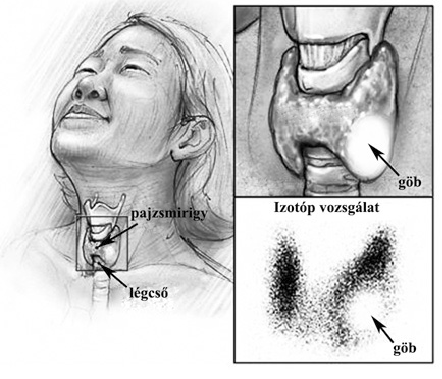 pajzsmirigy
légcső
göb
Izotóp vozsgálat
göb